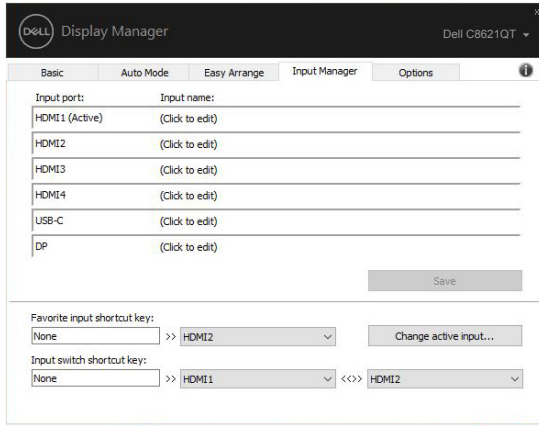 DELL Display Manager
Dell C8621QT
Basic Auto Mode Easy Arrange Input Manager Options
Input port: Input name:
HDMI1 (Active) (Click to edit)
HDMI2 (Click to edit)
HDMI3 (Click to edit)
HDMI4 (Click to edit)
USB-C (Click to edit)
DP (Click to edit)
Save
Favorite input shortcut key:
None >> HDMI2 Change active input...
Input switch shortcut key:
None >> HDMI1 <<>> HDMI2